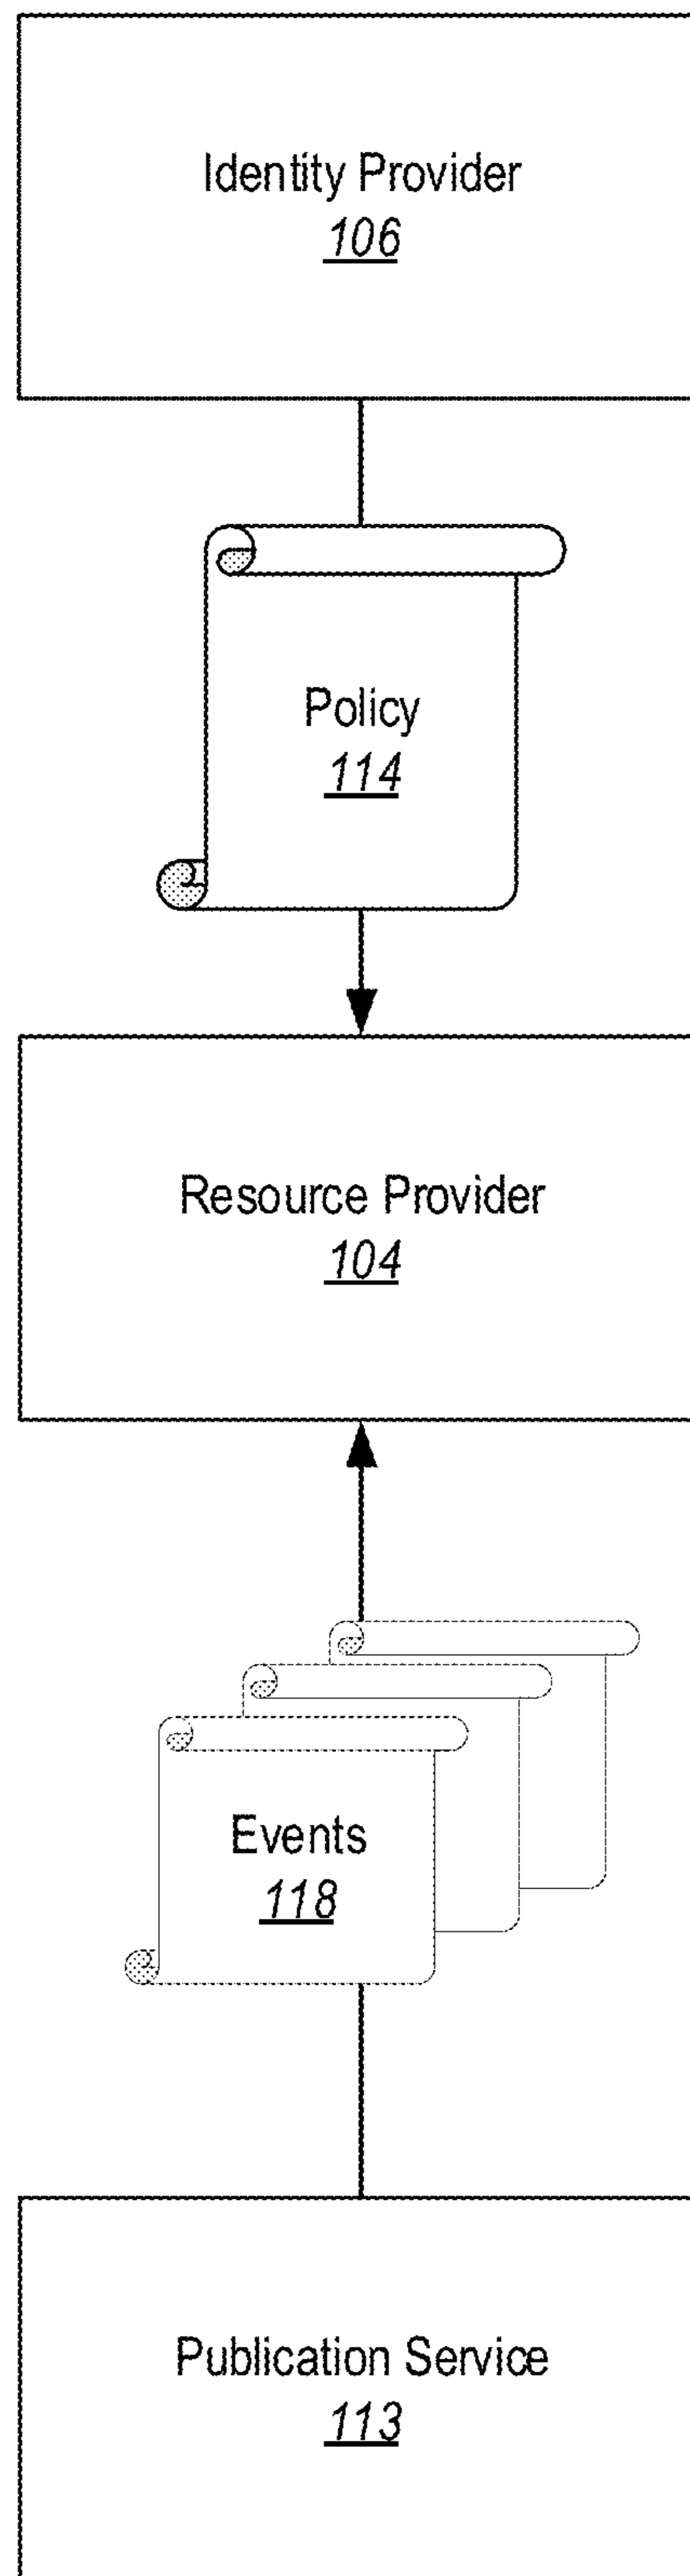 Identity Provider
106
Policy
114
Resource Provider
104
Events
118
Publication Service
113